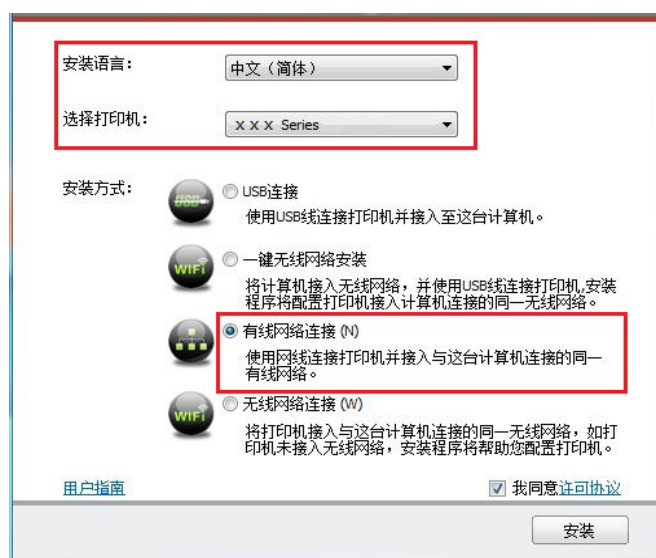 安装语言：
中文（简体）
选择打印机：
x x x Series
安装方式：
USB
USB连接
使用USB线连接打印机并接入至这台计算机。
WiFi
一键无线网络安装
将计算机接入无线网络，并使用USB线连接打印机,安装
程序将配置打印机接入计算机连接的同一无线网络。
有线网络连接 (N)
使用网线连接打印机并接入与这台计算机连接的同一
有线网络。
WiFi
无线网络连接 (W)
将打印机接入与这台计算机连接的同一无线网络，如打
印机未接入无线网络，安装程序将帮助您配置打印机。
用户指南
我同意许可协议
安装